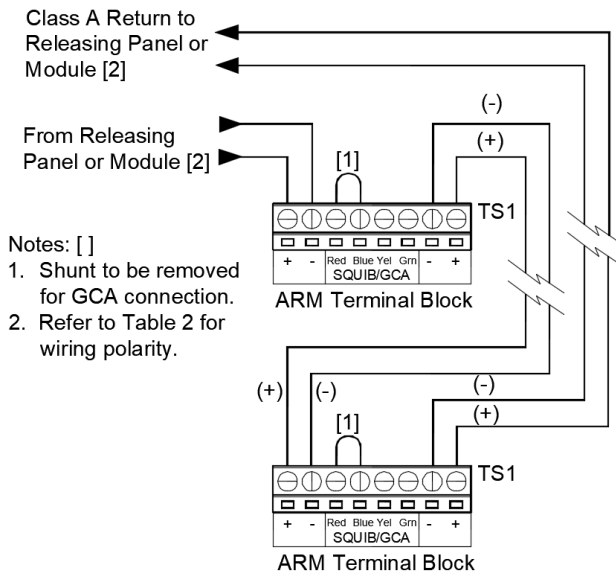 Class A Return to
Releasing Panel or
Module [2]
From Releasing
Panel or Module [2]
(-)
(+)
[1]
TS1
+ - Red Blue Yel Grn - +
SQUIB/GCA
ARM Terminal Block
Notes: [ ]
1. Shunt to be removed
for GCA connection.
2. Refer to Table 2 for
wiring polarity.
(+) (-) (-)
(+)
[1]
TS1
+ - Red Blue Yel Grn - +
SQUIB/GCA
ARM Terminal Block